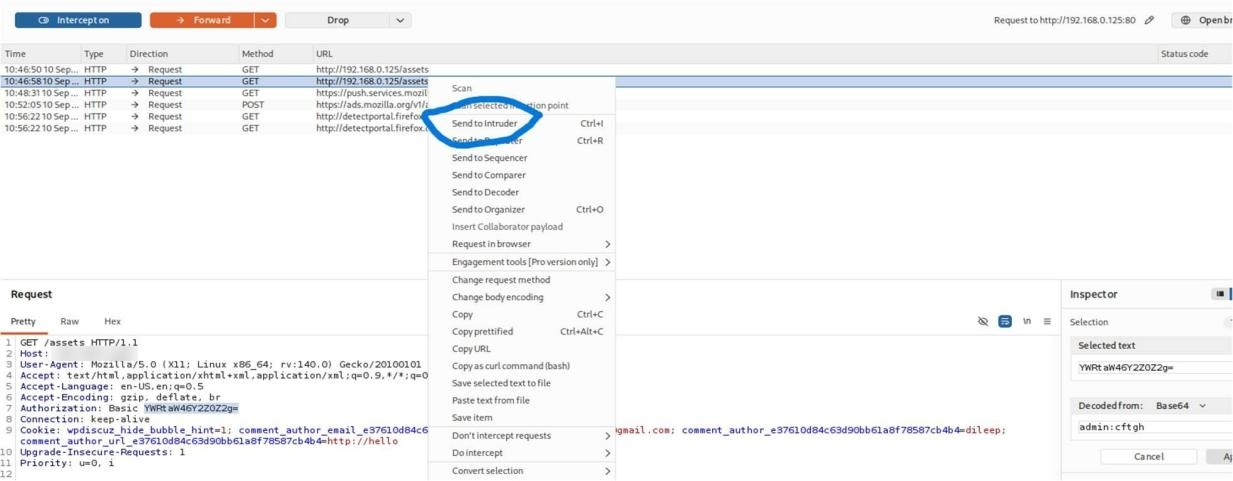 Intercept on
Forward
Drop
Request to http://192.168.0.125:80
Open br
Time Type Direction Method URL Status code
10:46:50 10 Sep... HTTP → Request GET http://192.168.0.125/assets
10:46:58 10 Sep... HTTP → Request GET http://192.168.0.125/assets
10:48:31 10 Sep... HTTP → Request GET https://push.services.mozil
10:52:05 10 Sep... HTTP → Request POST https://ads.mozilla.org/v1/a
10:56:22 10 Sep... HTTP → Request GET http://detectportal.firefox.
10:56:22 10 Sep... HTTP → Request GET http://detectportal.firefox.
Scan
selected insertion point
Send to Intruder Ctrl+I
Send to Ctrl+R
Send to Sequencer
Send to Comparer
Send to Decoder
Send to Organizer Ctrl+O
Insert Collaborator payload
Request in browser
Engagement tools [Pro version only]
Change request method
Change body encoding
Copy Ctrl+C
Copy prettified Ctrl+Alt+C
Copy URL
Copy as curl command (bash)
Save selected text to file
Paste text from file
Save item
Don't intercept requests
Do intercept
Convert selection
Request
Pretty Raw Hex
\n
1 GET /assets HTTP/1.1
2 Host:
3 User-Agent: Mozilla/5.0 (X11; Linux x86_64; rv:140.0) Gecko/20100101
4 Accept: text/html,application/xhtml+xml,application/xml;q=0.9,*/*;q=0
5 Accept-Language: en-US,en;q=0.5
6 Accept-Encoding: gzip, deflate, br
7 Authorization: Basic YWRtaW46Y2Z0Z2g=
8 Connection: keep-alive
9 Cookie: wpdiscuz_hide_bubble_hint=1; comment_author_email_e37610d84c6 gmail.com; comment_author_e37610d84c63d90bb61a8f78587cb4b4=dileep;
comment_author_url_e37610d84c63d90bb61a8f78587cb4b4=http://hello
10 Upgrade-Insecure-Requests: 1
11 Priority: u=0, i
12
Inspector
Selection
Selected text
YWRtaW46Y2Z0Z2g=
Decoded from: Base64
admin:cftgh
Cancel Ap